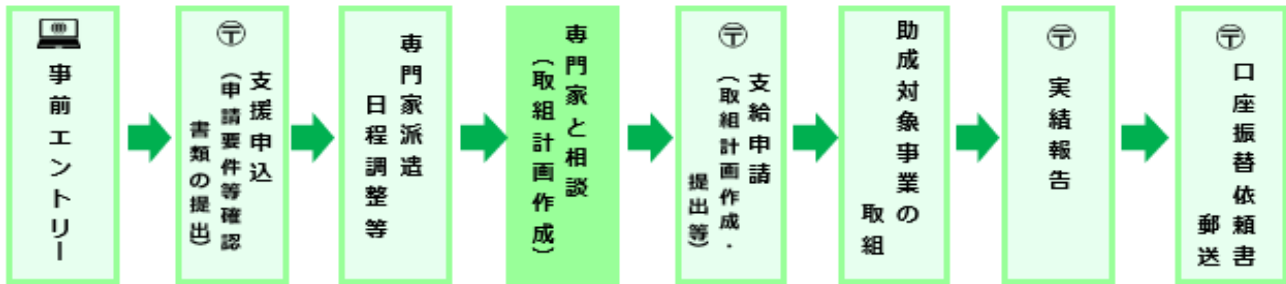 事前エントリー
〒
支援申込
(申請要件等確認
書類の提出)
専門家派遣
日程調整等
専門家と相談
(取組計画作成)
〒
支給申請
(取組計画作成・
提出等)
助成対象事業の
取組
〒
実績報告
〒
口座振替依頼書
郵送